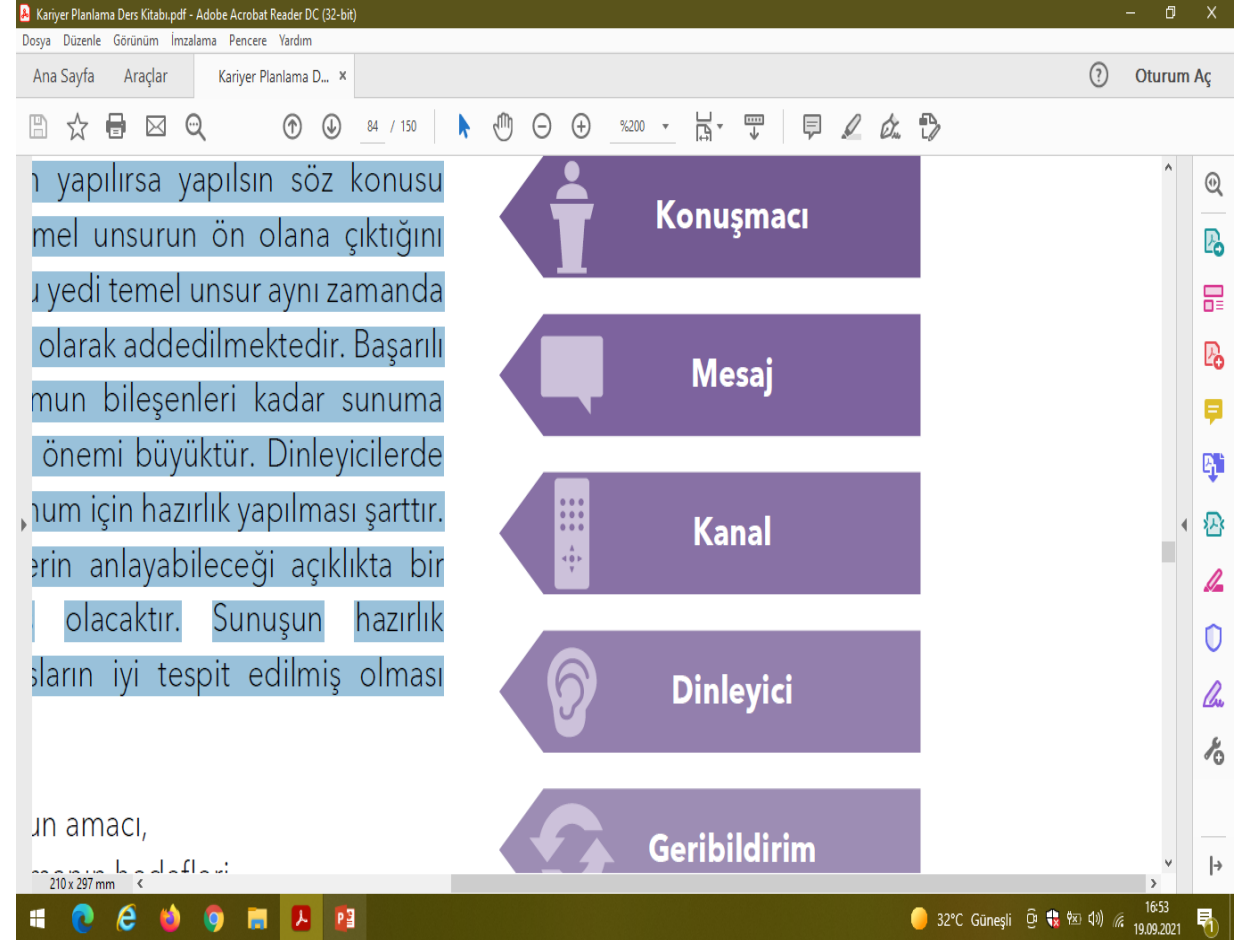 Kariyer Planlama Ders Kitabı.pdf - Adobe Acrobat Reader DC (32-bit)
Dosya Düzenle Görünüm İmzalama Pencere Yardım
Ana Sayfa Araçlar Kariyer Planlama D... × Oturum Aç
84 / 150 %200
yapılırsa yapılsın söz konusu
mel unsurun ön olana çıktığını
yedi temel unsur aynı zamanda
olarak addedilmektedir. Başarılı
mun bileşenleri kadar sunuma
önemi büyüktür. Dinleyicilerde
num için hazırlık yapılması şarttır.
erin anlayabileceği açıklıkta bir
olacaktır. Sunuşun hazırlık
sların iyi tespit edilmiş olması
un amacı,
Konuşmacı
Mesaj
Kanal
Dinleyici
Geribildirim
210 x 297 mm
32°C Güneşli
16:53
19.09.2021